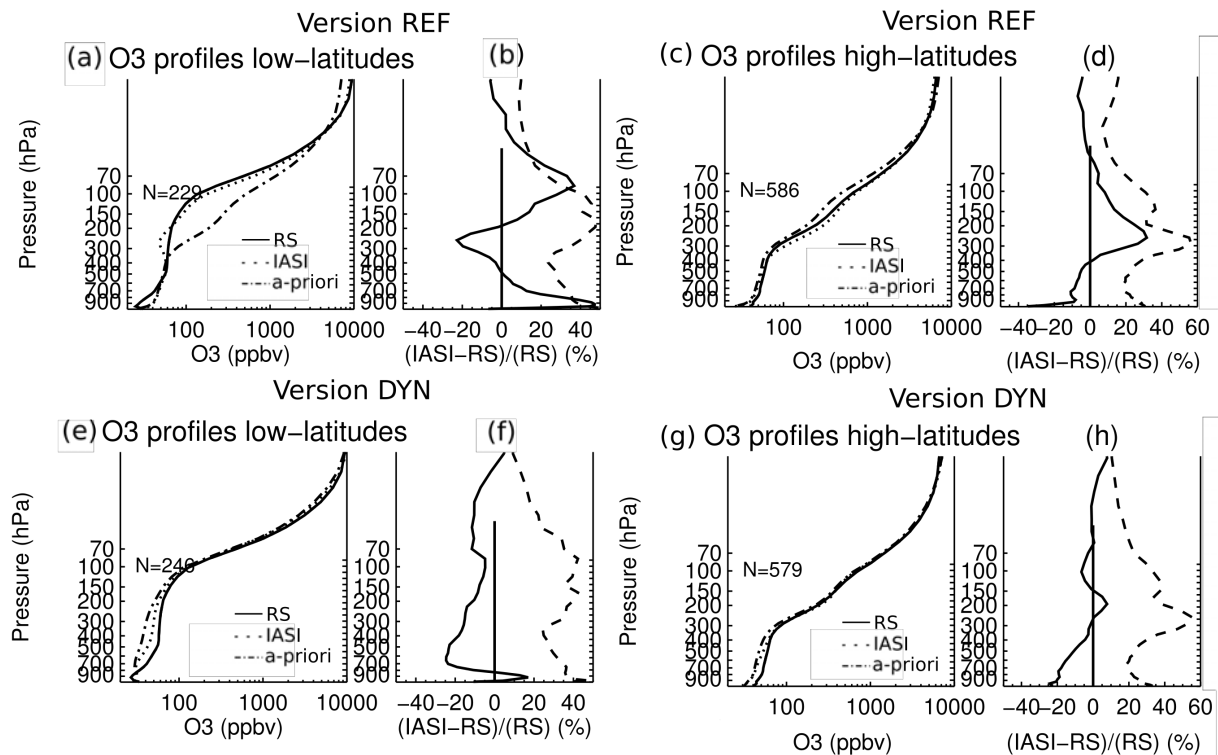 Version REF
(a) O3 profiles low−latitudes
(b)
Pressure (hPa)
70
100
150
200
300
400
500
700
900
N=229
RS
IASI
a-priori
100 1000 10000
O3 (ppbv)
−40−20 0 20 40
(IASI−RS)/(RS) (%)
Version REF
(c) O3 profiles high−latitudes
(d)
Pressure (hPa)
70
100
150
200
300
400
500
700
900
N=586
RS
IASI
a-priori
100 1000 10000
O3 (ppbv)
−40−20 0 20 40 60
(IASI−RS)/(RS) (%)
Version DYN
(e) O3 profiles low−latitudes
(f)
Pressure (hPa)
70
100
150
200
300
400
500
700
900
N=240
RS
IASI
a-priori
100 1000 10000
O3 (ppbv)
−40−20 0 20 40
(IASI−RS)/(RS) (%)
Version DYN
(g) O3 profiles high−latitudes
(h)
Pressure (hPa)
70
100
150
200
300
400
500
700
900
N=579
RS
IASI
a-priori
100 1000 10000
O3 (ppbv)
−40−20 0 20 40 60
(IASI−RS)/(RS) (%)